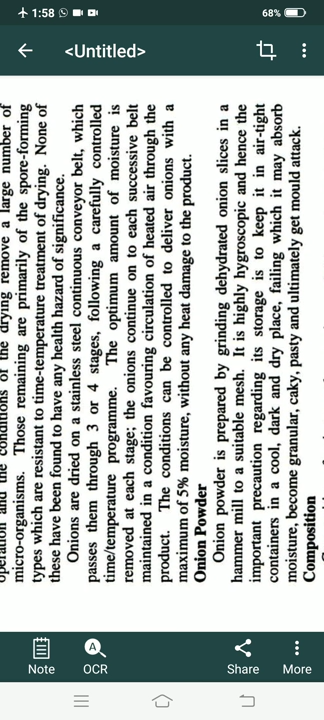 1:58
68%
<Untitled>
operation and the conditions of the drying remove a large number of
micro-organisms. Those remaining are primarily of the spore-forming
types which are resistant to time-temperature treatment of drying. None of
these have been found to have any health hazard of significance.
Onions are dried on a stainless steel continuous conveyor belt, which
passes them through 3 or 4 stages, following a carefully controlled
time/temperature programme. The optimum amount of moisture is
removed at each stage; the onions continue on to each successive belt
maintained in a condition favouring circulation of heated air through the
product. The conditions can be controlled to deliver onions with a
maximum of 5% moisture, without any heat damage to the product.
Onion Powder
Onion powder is prepared by grinding dehydrated onion slices in a
hammer mill to a suitable mesh. It is highly hygroscopic and hence the
important precaution regarding its storage is to keep it in air-tight
containers in a cool, dark and dry place, failing which it may absorb
moisture, become granular, caky, pasty and ultimately get mould attack.
Composition
Note
A
OCR
Share
More